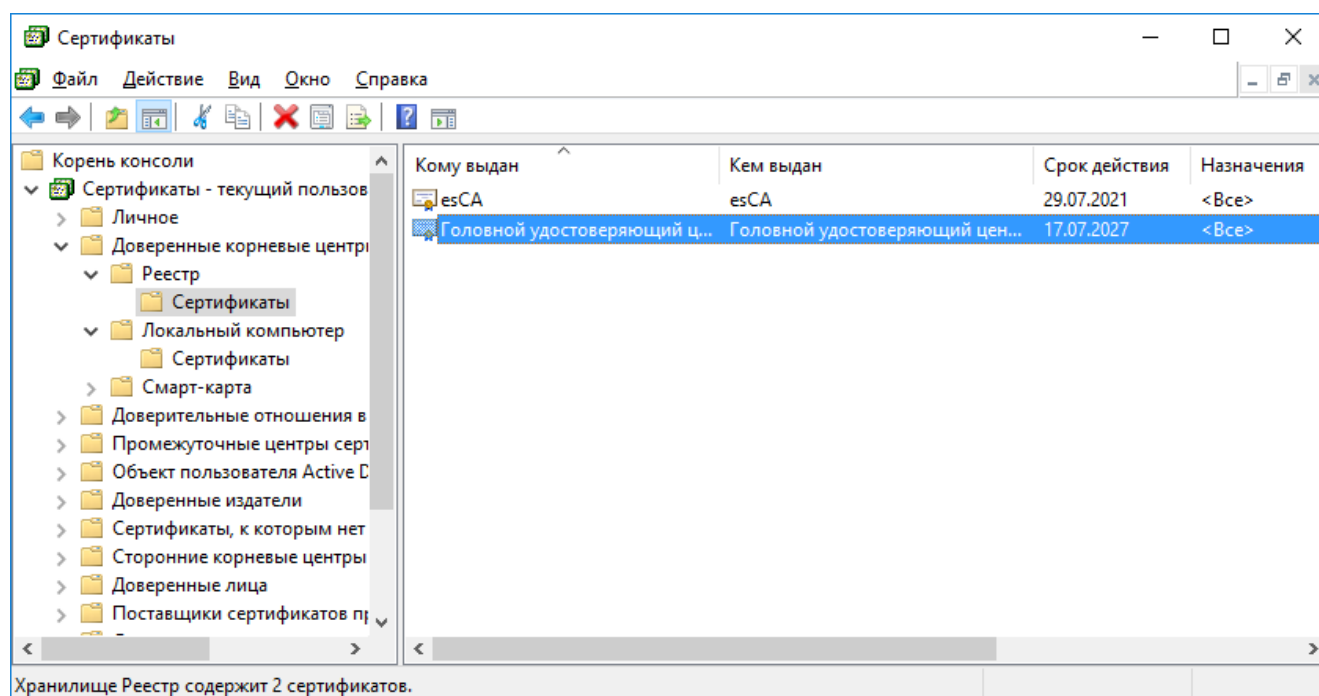 Сертификаты
Файл Действие Вид Окно Справка
Корень консоли
Сертификаты - текущий пользов
Личное
Доверенные корневые центры
Реестр
Сертификаты
Локальный компьютер
Сертификаты
Смарт-карта
Доверительные отношения в
Промежуточные центры серт
Объект пользователя Active D
Доверенные издатели
Сертификаты, к которым нет
Сторонние корневые центры
Доверенные лица
Поставщики сертификатов пр
Кому выдан Кем выдан Срок действия Назначения
esCA esCA 29.07.2021 <Все>
Головной удостоверяющий ц... Головной удостоверяющий цен... 17.07.2027 <Все>
Хранилище Реестр содержит 2 сертификатов.